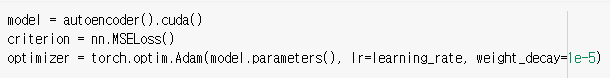 model = autoencoder().cuda()
criterion = nn.MSELoss()
optimizer = torch.optim.Adam(model.parameters(), lr=learning_rate, weight_decay=1e-5)